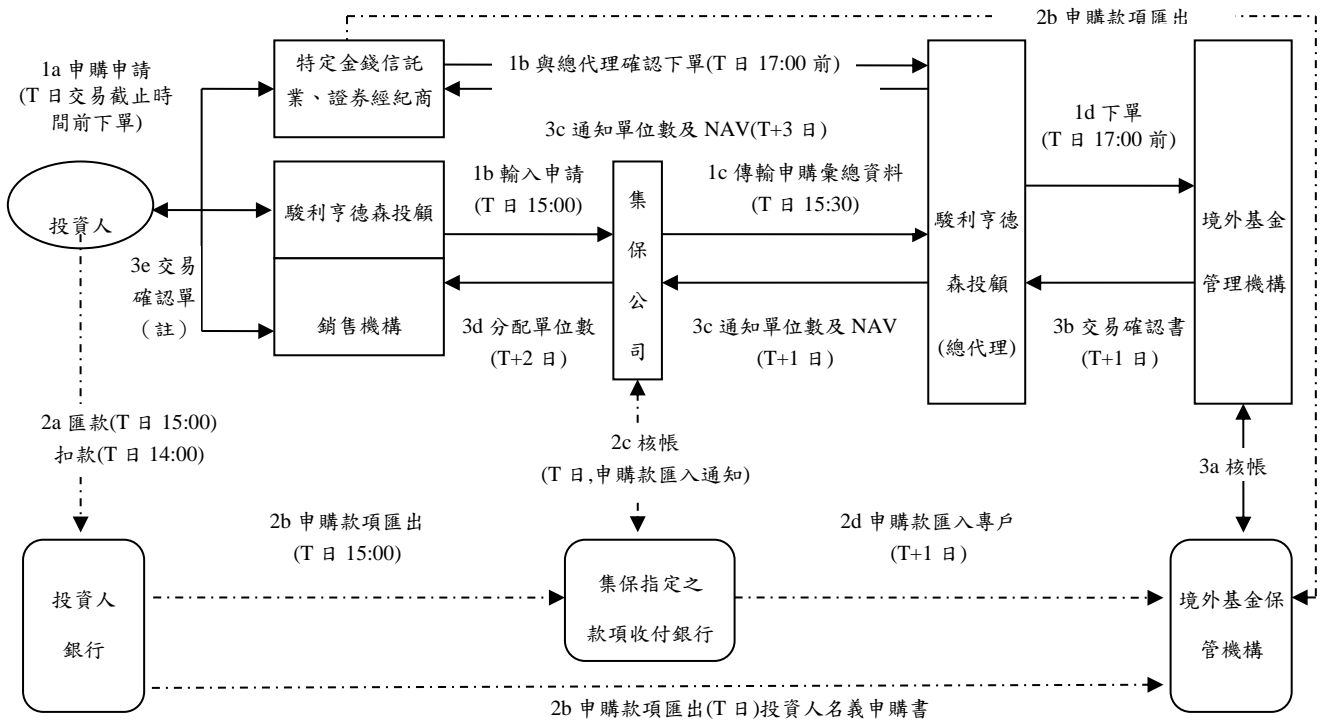 2b 申購款項匯出
1a 申購申請
(T 日交易截止時
間前下單)
特定金錢信託
業、證券經紀商
1b 與總代理確認下單(T 日 17:00 前)
3c 通知單位數及 NAV(T+3 日)
1d 下單
(T 日 17:00 前)
投資人
駿利亨德森投顧
銷售機構
1b 輸入申請
(T 日 15:00)
集
保
公
司
1c 傳輸申購彙總資料
(T 日 15:30)
駿利亨德
森投顧
(總代理)
境外基金
管理機構
3e 交易
確認單
(註)
3d 分配單位數
(T+2 日)
3c 通知單位數及 NAV
(T+1 日)
3b 交易確認書
(T+1 日)
2a 匯款(T 日 15:00)
扣款(T 日 14:00)
2c 核帳
(T 日,申購款匯入通知)
3a 核帳
2b 申購款項匯出
(T 日 15:00)
2d 申購款匯入專戶
(T+1 日)
投資人
銀行
集保指定之
款項收付銀行
境外基金保
管機構
2b 申購款項匯出(T 日)投資人名義申購書